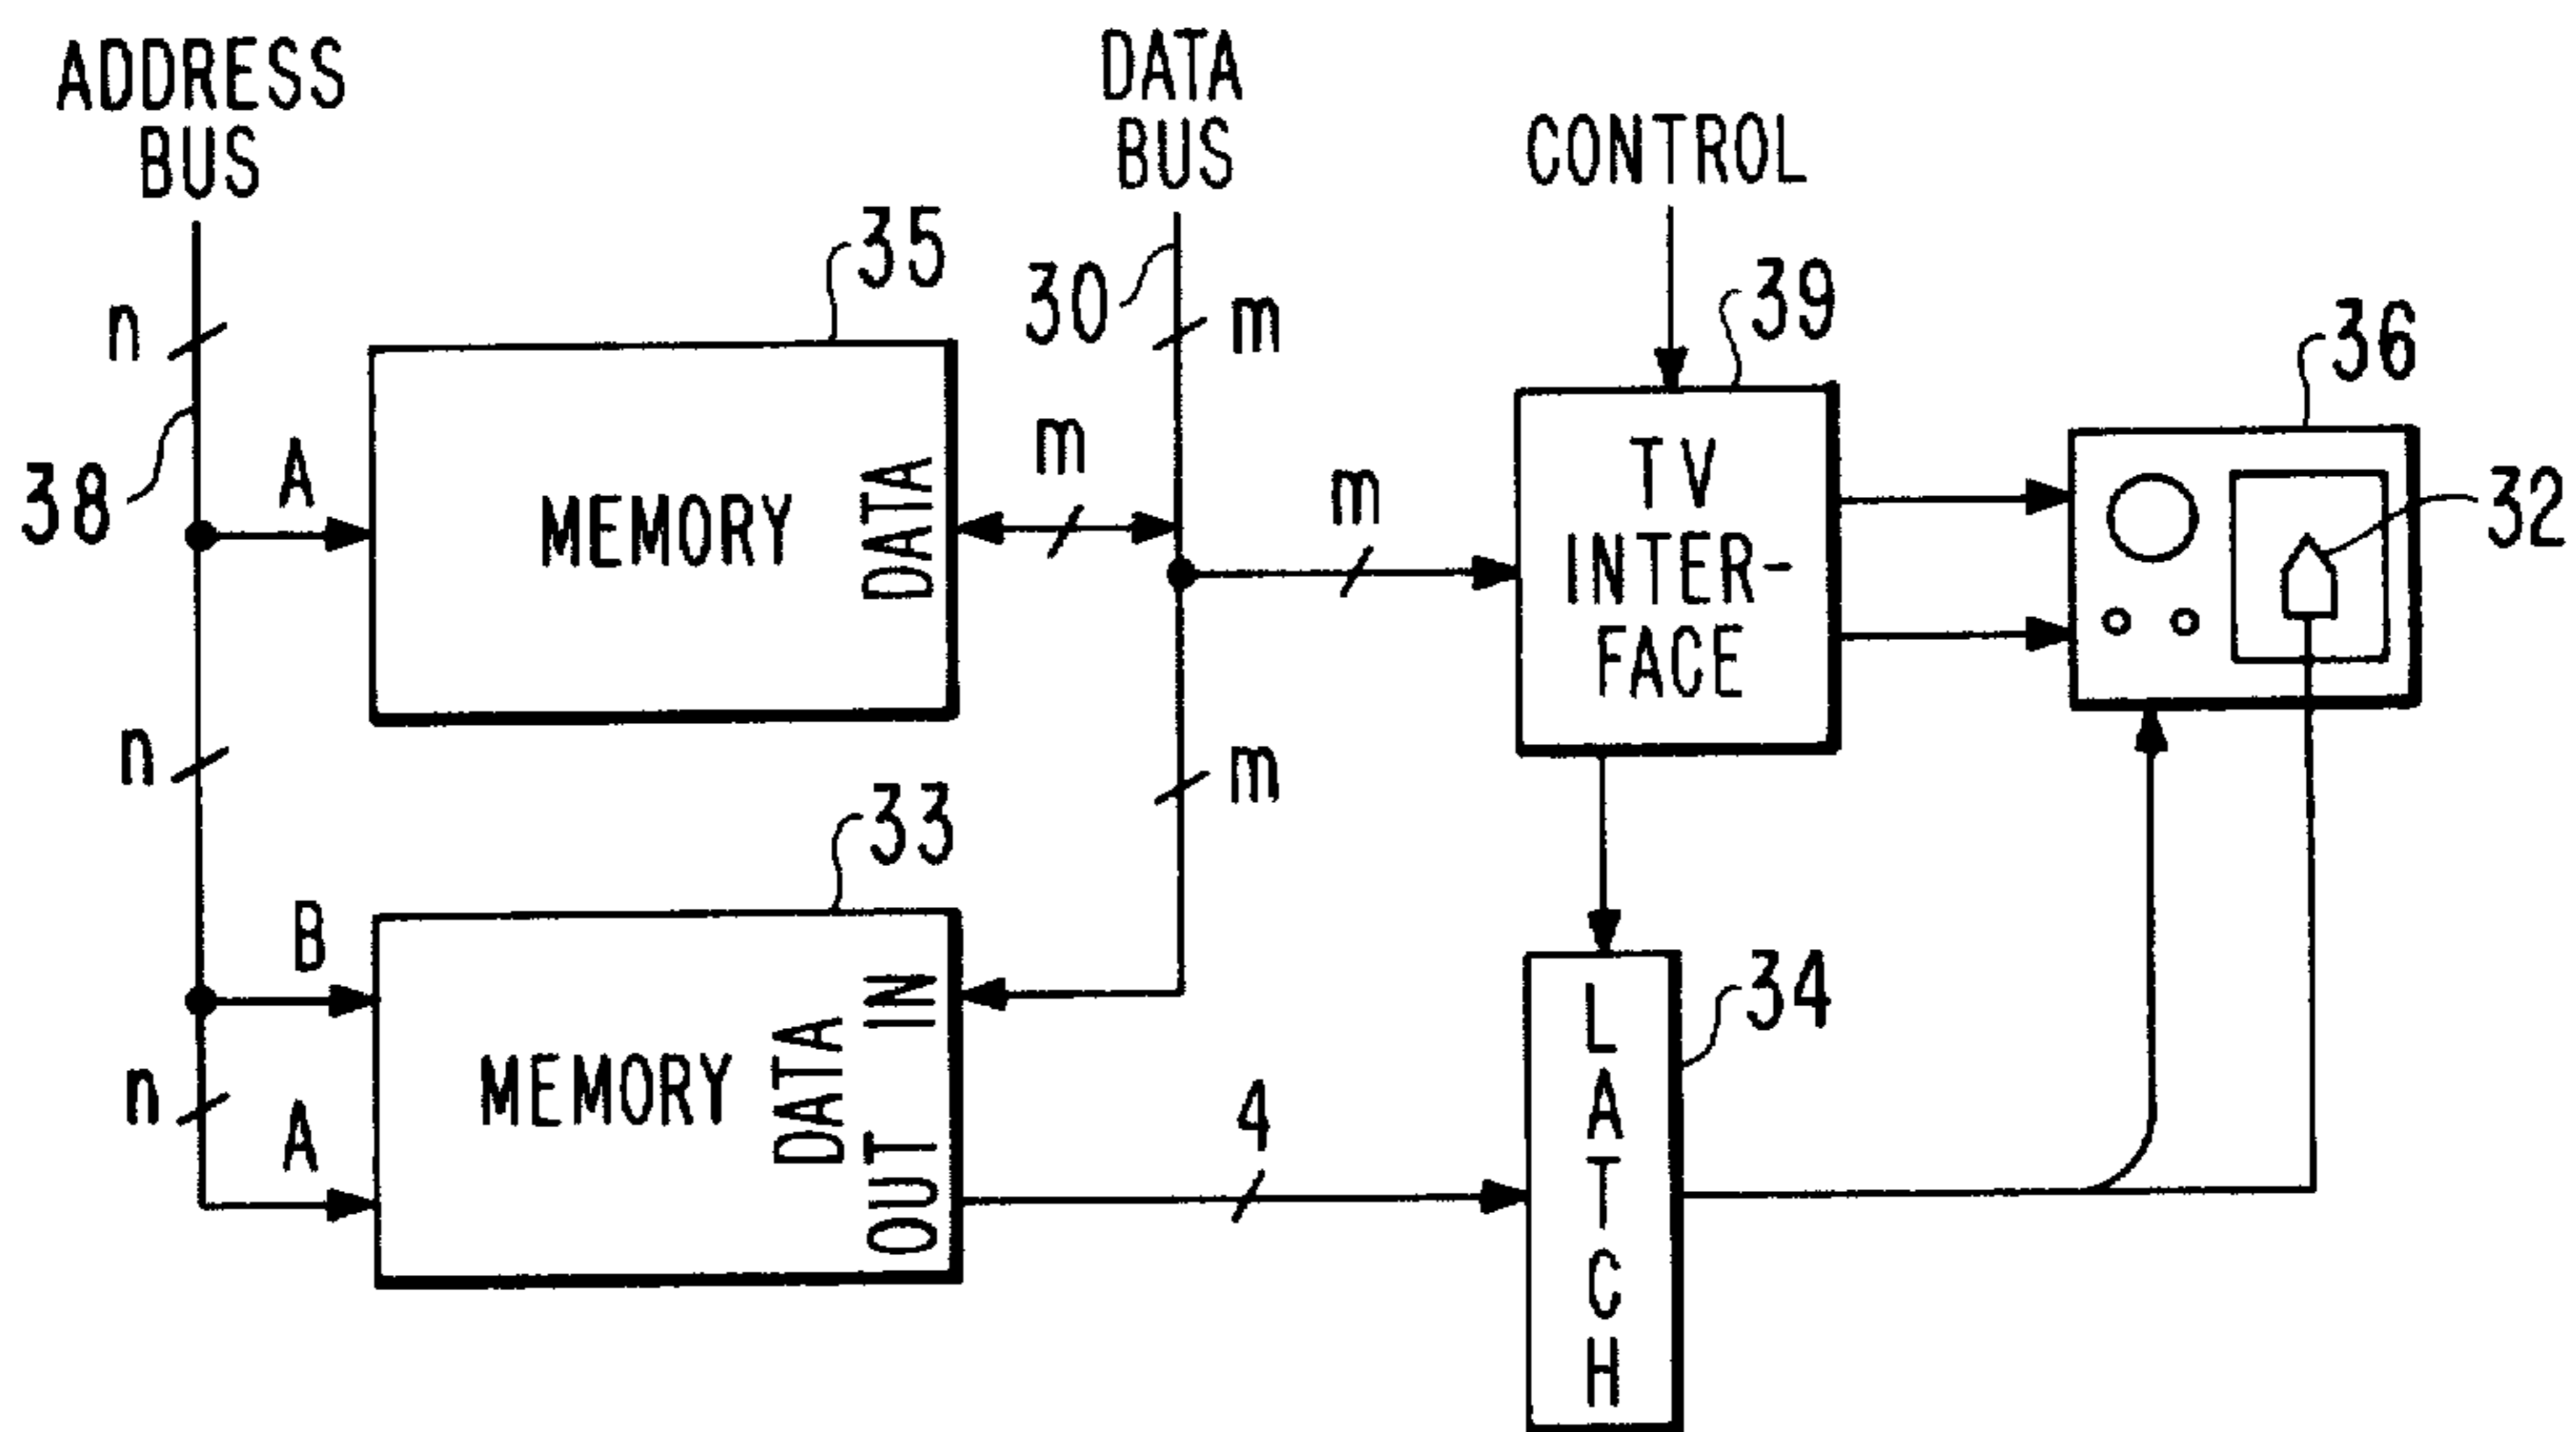 ADDRESS
BUS
DATA
BUS
CONTROL
35
30
n
m
39
36
38
A
MEMORY
DATA
m
m
TV
INTER-
FACE
32
n
m
33
B
A
n
MEMORY
DATA
IN
OUT
4
34
LATCH